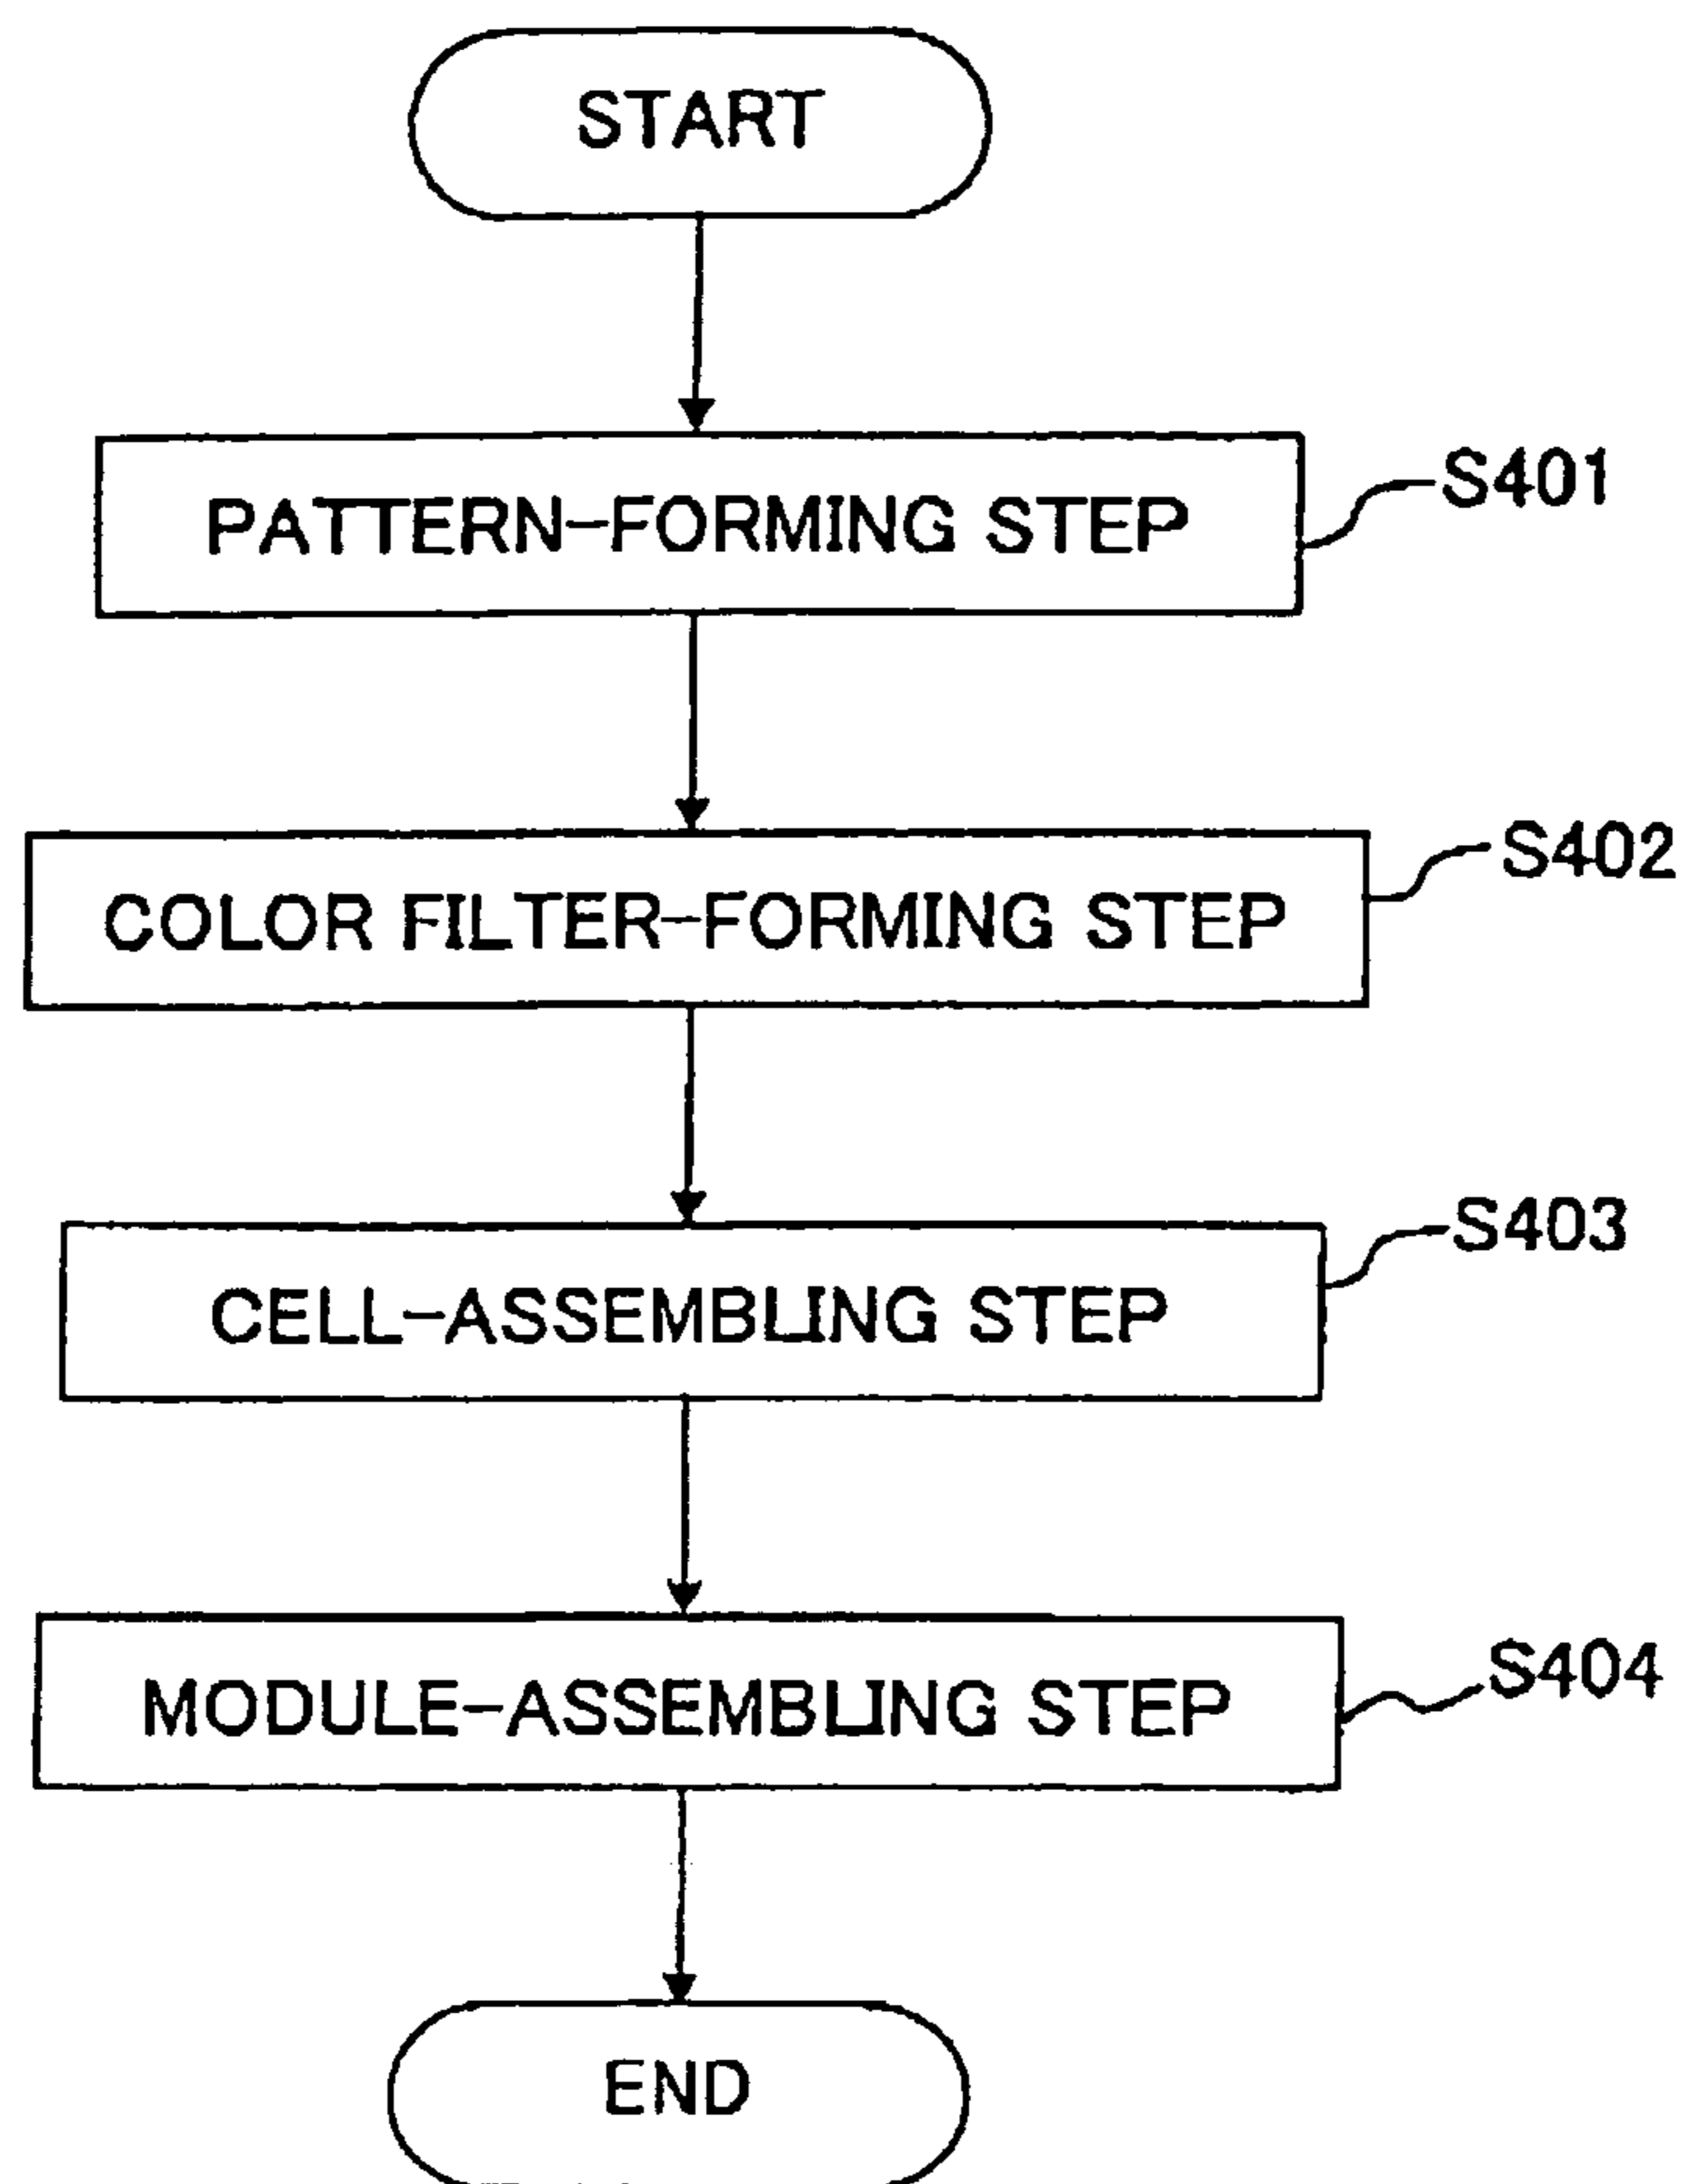 START
PATTERN-FORMING STEP
S401
COLOR FILTER-FORMING STEP
S402
CELL-ASSEMBLING STEP
S403
MODULE-ASSEMBLING STEP
S404
END